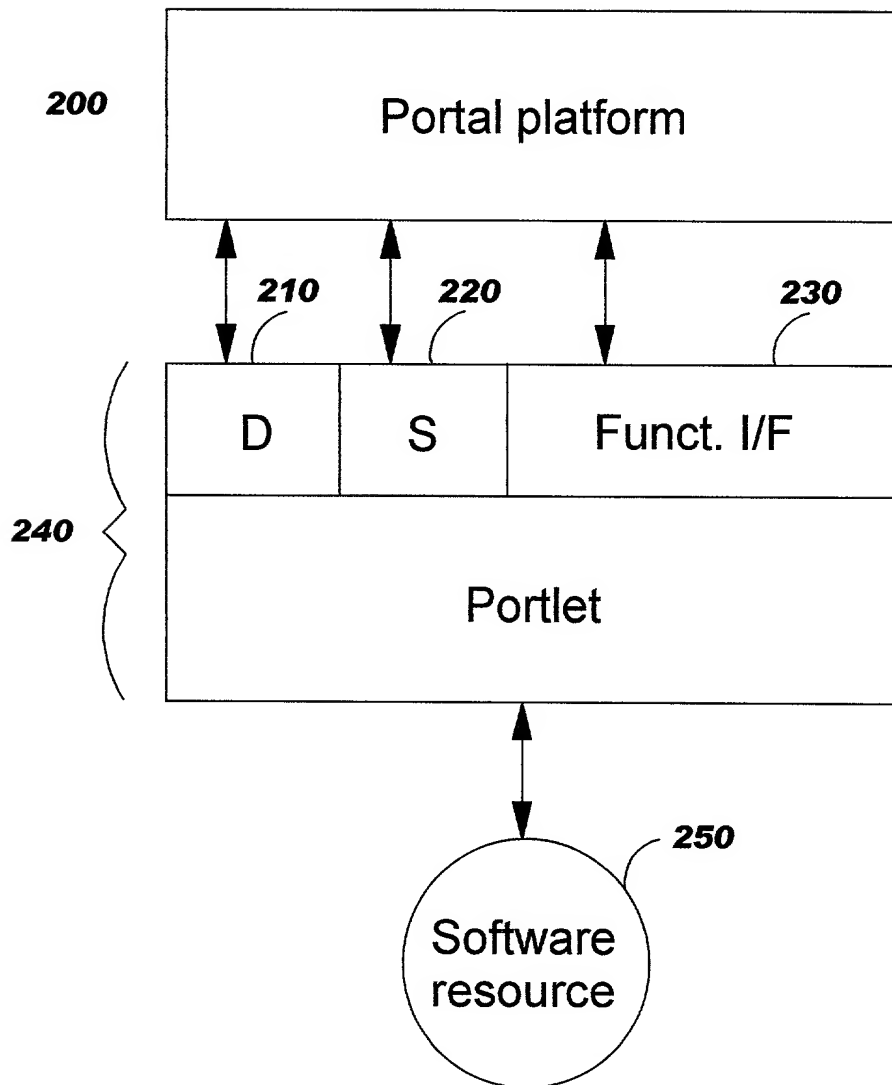 200
Portal platform
210
220
230
D
S
Funct. I/F
240
Portlet
250
Software
resource